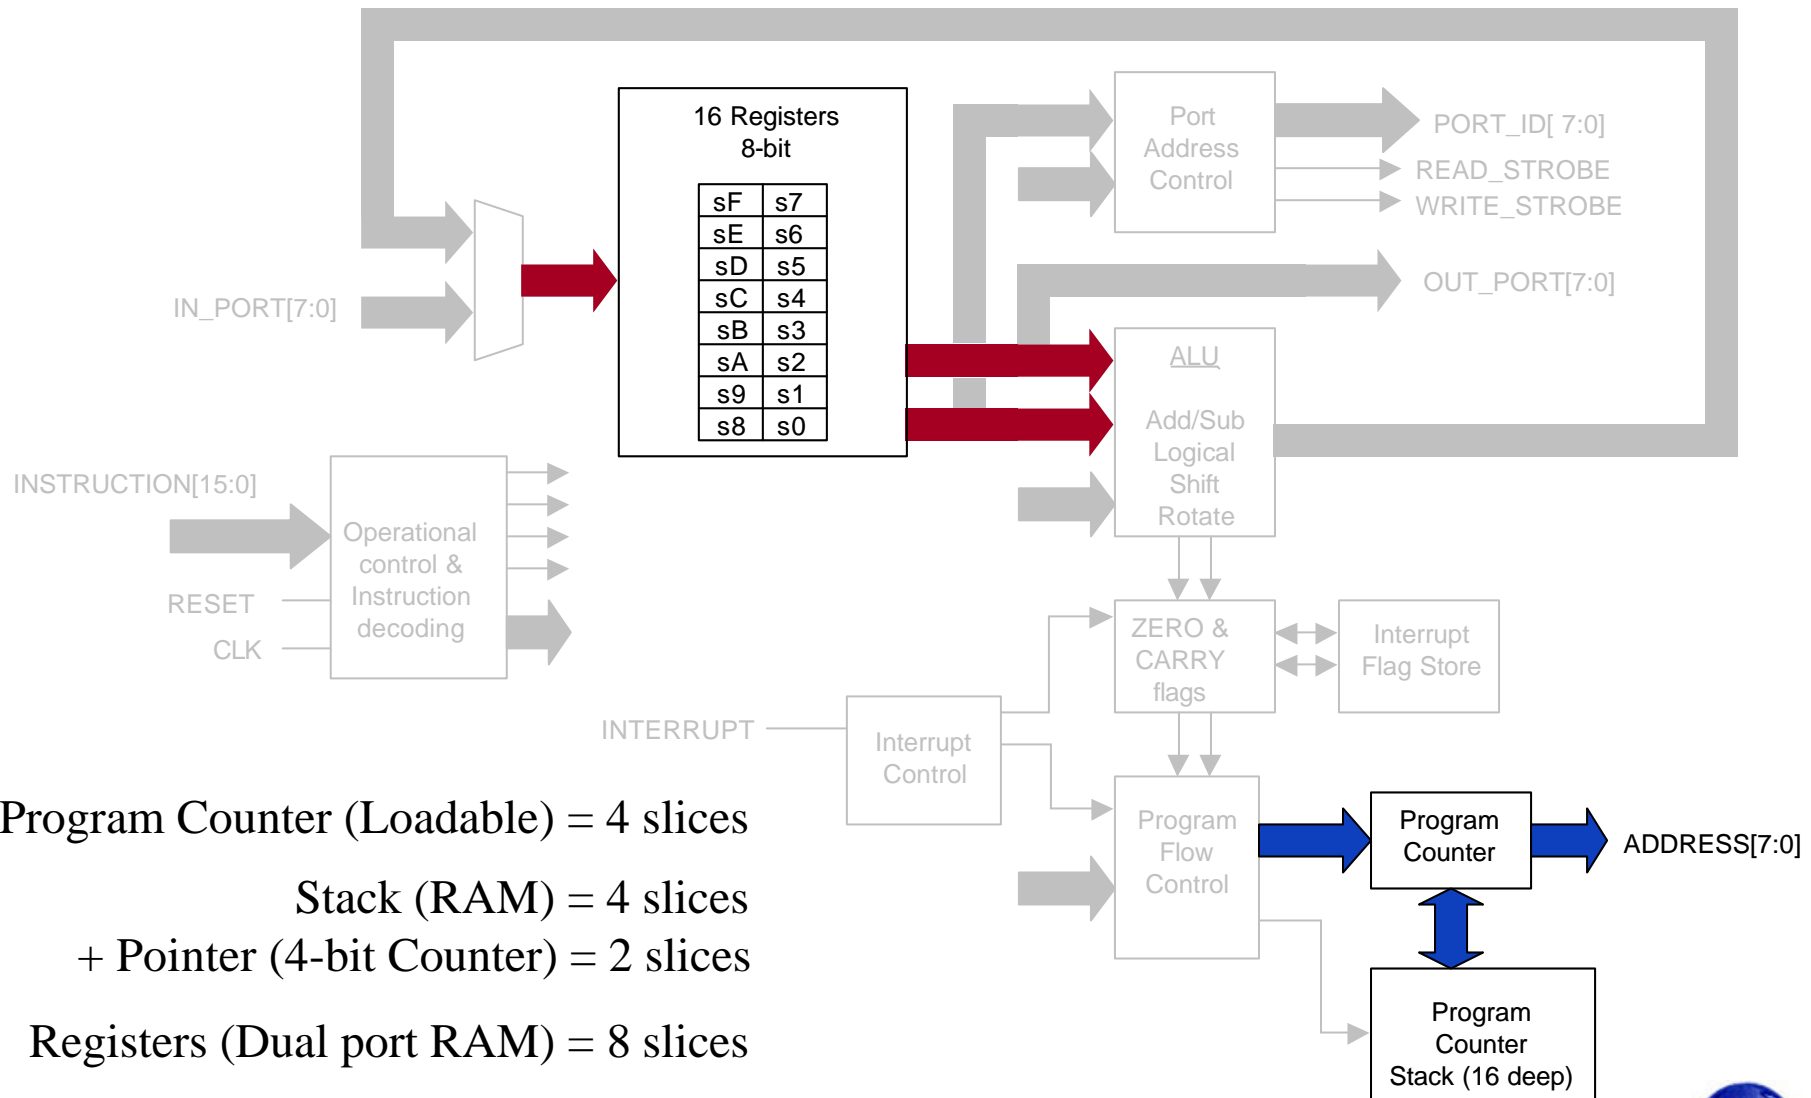 16 Registers
8-bit
sF s7
sE s6
sD s5
sC s4
sB s3
sA s2
s9 s1
s8 s0
Port
Address
Control
PORT_ID[ 7:0]
READ_STROBE
WRITE_STROBE
OUT_PORT[7:0]
IN_PORT[7:0]
ALU
Add/Sub
Logical
Shift
Rotate
INSTRUCTION[15:0]
Operational
control &
Instruction
decoding
RESET
CLK
ZERO &
CARRY
flags
Interrupt
Flag Store
INTERRUPT
Interrupt
Control
Program
Flow
Control
Program
Counter
ADDRESS[7:0]
Program
Counter
Stack (16 deep)
Program Counter (Loadable) = 4 slices
Stack (RAM) = 4 slices
+ Pointer (4-bit Counter) = 2 slices
Registers (Dual port RAM) = 8 slices